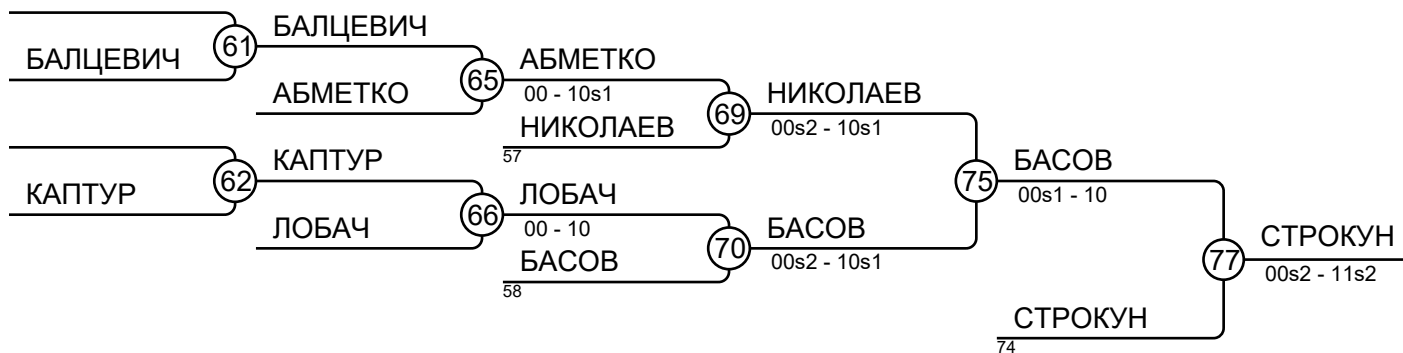 БАЛЦЕВИЧ
61
БАЛЦЕВИЧ
АБМЕТКО
65
АБМЕТКО
00 - 10s1
НИКОЛАЕВ
57
69
НИКОЛАЕВ
00s2 - 10s1
КАПТУР
62
КАПТУР
ЛОБАЧ
66
ЛОБАЧ
00 - 10
БАСОВ
58
70
БАСОВ
00s2 - 10s1
75
БАСОВ
00s1 - 10
СТРОКУН
74
77
СТРОКУН
00s2 - 11s2